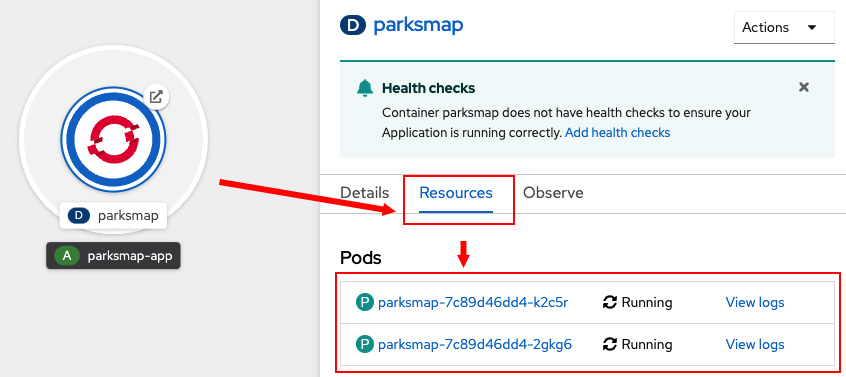 D parksmap
A parksmap-app
D parksmap
Actions
Health checks
Container parksmap does not have health checks to ensure your
Application is running correctly. Add health checks
Details Resources Observe
Pods
P parksmap-7c89d46dd4-k2c5r Running View logs
P parksmap-7c89d46dd4-2gkg6 Running View logs